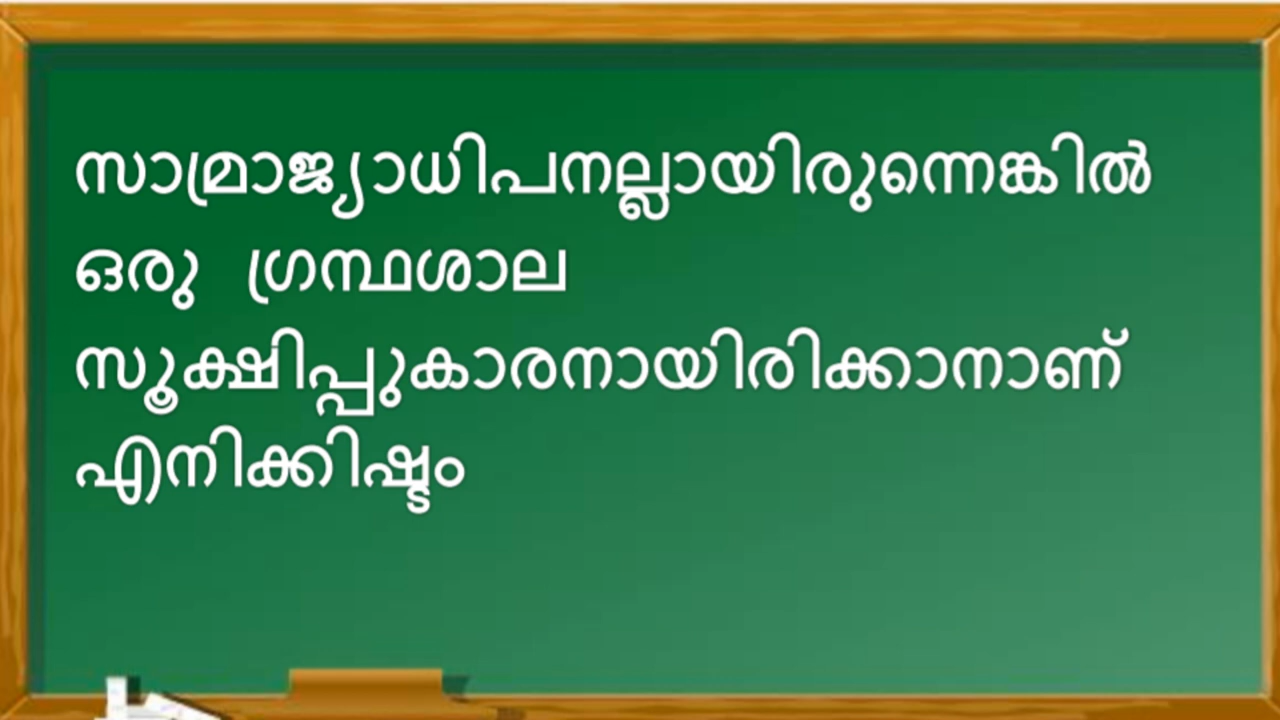 സാമ്രാജ്യാധിപനല്ലായിരുന്നെങ്കിൽ
ഒരു ഗ്രന്ഥശാല
സൂക്ഷിപ്പുകാരനായിരിക്കാനാണ്
എനിക്കിഷ്ടം